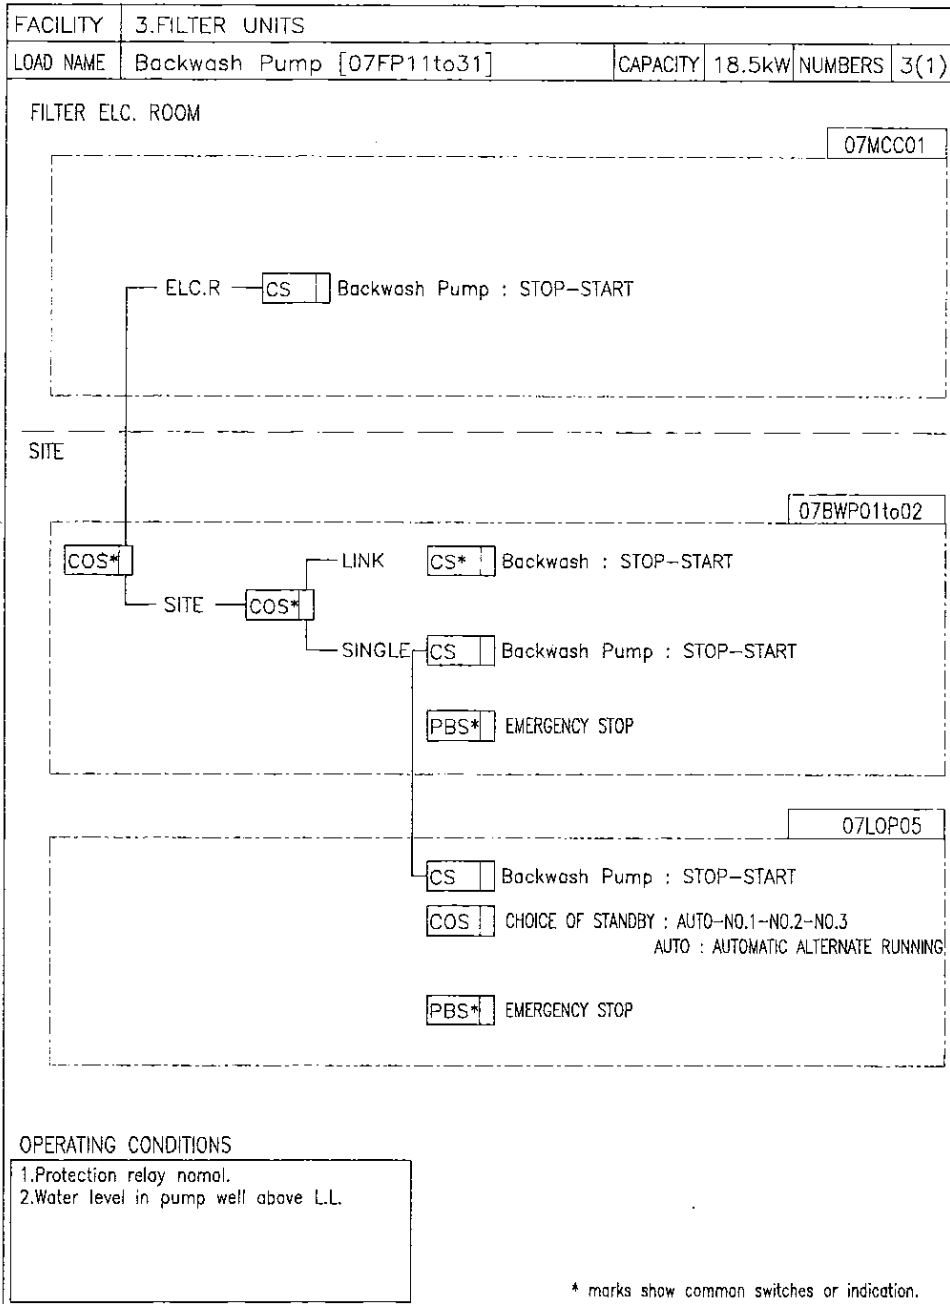 FACILITY 3.FILTER UNITS
LOAD NAME Backwash Pump [07FP11to31] CAPACITY 18.5kW NUMBERS 3(1)
FILTER ELC. ROOM
07MCC01
ELC.R CS Backwash Pump : STOP-START
SITE
07BWP01to02
COS* LINK CS* Backwash : STOP-START
SITE COS*
SINGLE CS Backwash Pump : STOP-START
PBS* EMERGENCY STOP
07LOP05
CS Backwash Pump : STOP-START
COS CHOICE OF STANDBY : AUTO-NO.1-NO.2-NO.3
AUTO : AUTOMATIC ALTERNATE RUNNING
PBS* EMERGENCY STOP
OPERATING CONDITIONS
1.Protection relay nomal.
2.Water level in pump well above L.L.
* marks show common switches or indication.